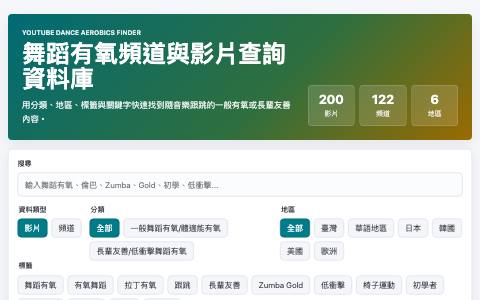 YOUTUBE DANCE AEROBICS FINDER
舞蹈有氧頻道與影片查詢
資料庫
用分類、地區、標籤與關鍵字快速找到隨音樂跟跳的一般有氧或長輩友善
內容。
200 122 6
影片 頻道 地區
搜尋
輸入舞蹈有氧、倫巴、Zumba、Gold、初學、低衝擊...
資料類型 分類 地區
影片 頻道 全部 一般舞蹈有氧/體適能有氧 全部 臺灣 華語地區 日本 韓國
長輩友善/低衝擊舞蹈有氧 美國 歐洲
標籤
舞蹈有氧 有氧舞蹈 拉丁有氧 跟跳 長輩友善 Zumba Gold 低衝擊 椅子運動 初學者